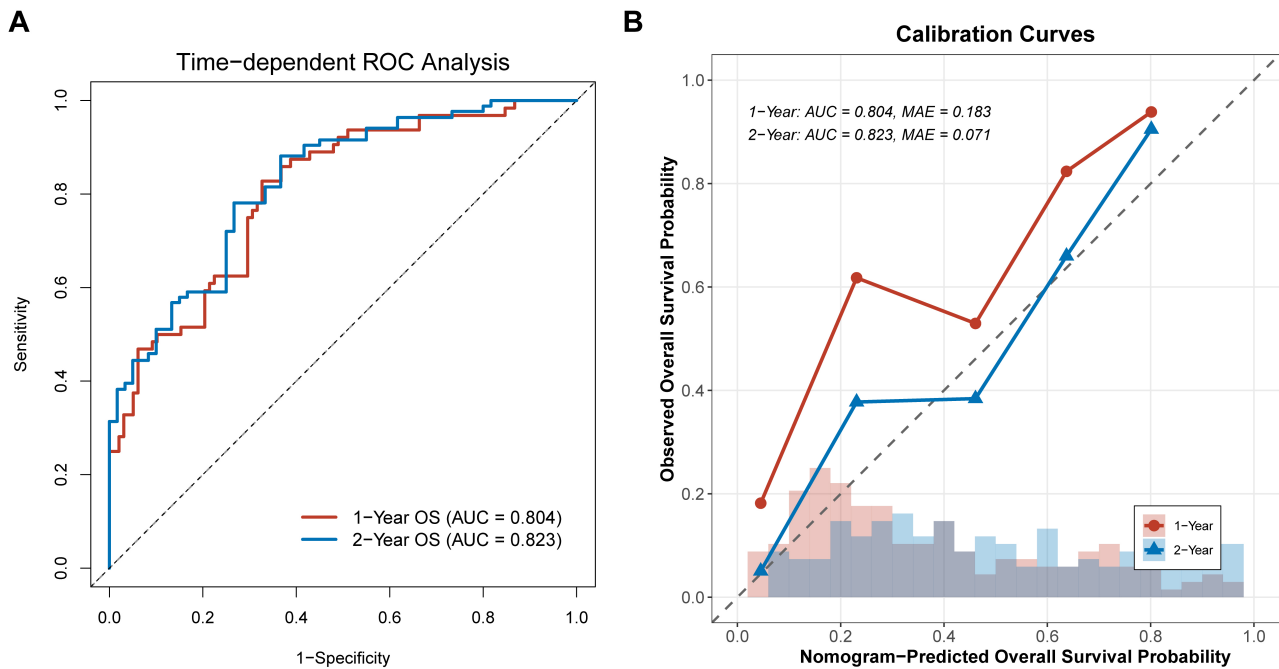 A
Time−dependent ROC Analysis
Sensitivity
1.0
0.8
0.6
0.4
0.2
0.0
1−Year OS (AUC = 0.804)
2−Year OS (AUC = 0.823)
0.0 0.2 0.4 0.6 0.8 1.0
1−Specificity
B
Calibration Curves
Observed Overall Survival Probability
1.0
0.8
0.6
0.4
0.2
0.0
1−Year: AUC = 0.804, MAE = 0.183
2−Year: AUC = 0.823, MAE = 0.071
1−Year
2−Year
0.0 0.2 0.4 0.6 0.8 1.0
Nomogram−Predicted Overall Survival Probability